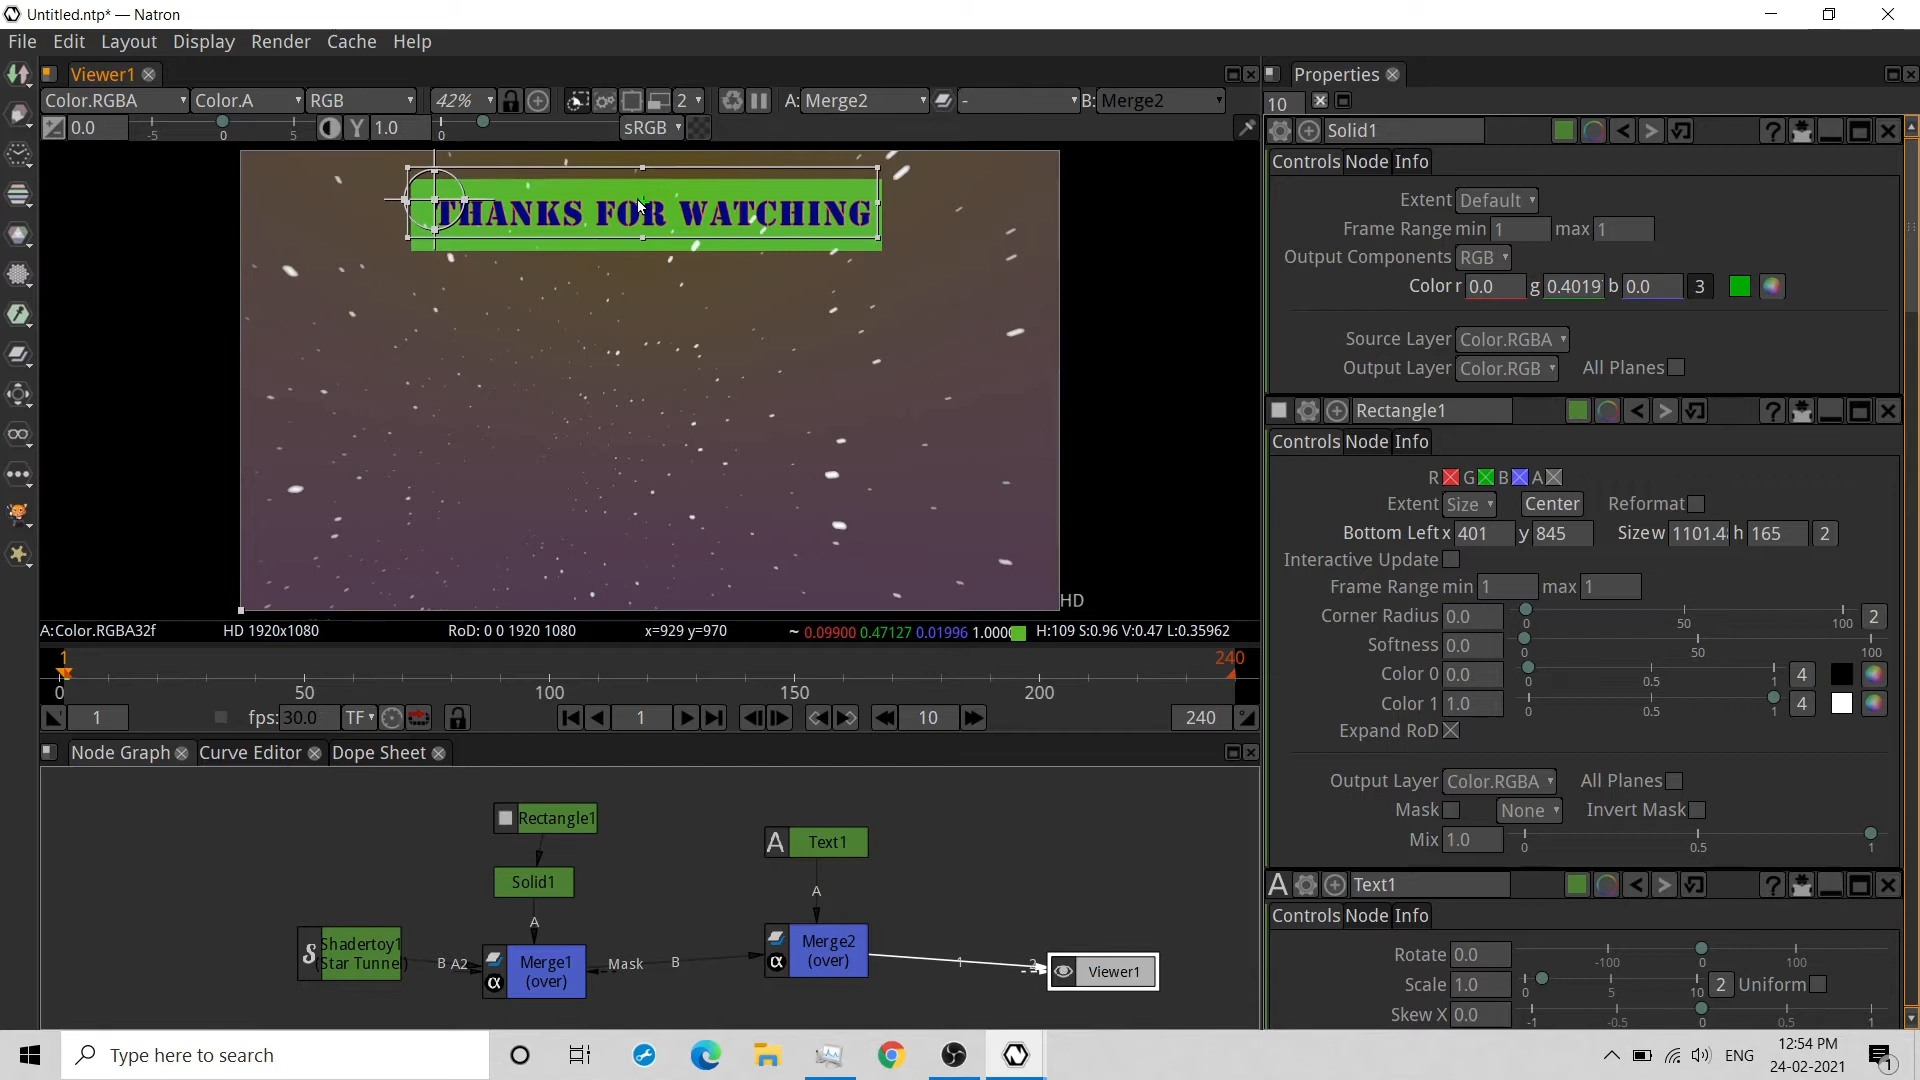 Untitled.ntp* — Natron
File Edit Layout Display Render Cache Help
Viewer1
Properties
Color.RGBA Color.A RGB 42% 2 A: Merge2 - B: Merge2
10
0.0 -5 0 5 Y 1.0 0 sRGB
Solid1 ?
Controls Node Info
Extent Default
Frame Range min 1 max 1
Output Components RGB
Color r 0.0 g 0.4019 b 0.0 3
Source Layer Color.RGBA
Output Layer Color.RGB All Planes
THANKS FOR WATCHING
HD
Rectangle1 ?
Controls Node Info
R G B A
Extent Size Center Reformat
Bottom Left x 401 y 845 Size w 1101.4 h 165 2
Interactive Update
Frame Range min 1 max 1
Corner Radius 0.0 0 50 100 2
Softness 0.0 0 50 100
Color 0 0.0 0 0.5 1 4
Color 1 1.0 0 0.5 1 4
Expand RoD
Output Layer Color.RGBA All Planes
Mask None Invert Mask
Mix 1.0 0 0.5 1
A Text1 ?
Controls Node Info
Rotate 0.0 -100 0 100
Scale 1.0 0 5 10 2 Uniform
Skew X 0.0 -1 -0.5 0 0.5 1
A:Color.RGBA32f HD 1920x1080 RoD: 0 0 1920 1080 x=929 y=970 ~ 0.09900 0.47127 0.01996 1.0000 H:109 S:0.96 V:0.47 L:0.35962
1 240
0 50 100 150 200
1 fps: 30.0 TF 1 10 240
Node Graph Curve Editor Dope Sheet
Rectangle1
A Text1
Solid1
A
A
S Shadertoy1
(Star Tunnel)
B A2
α Merge1
(over)
Mask B
α Merge2
(over)
1 2
Viewer1
Type here to search
ENG
12:54 PM
24-02-2021
1